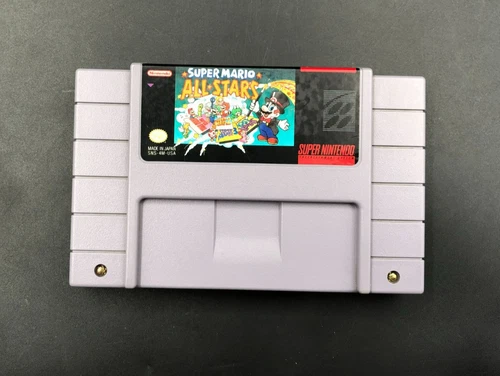 Nintendo
SUPER MARIO
ALL-STARS
MADE IN JAPAN
SNS-4M-USA
SUPER NINTENDO